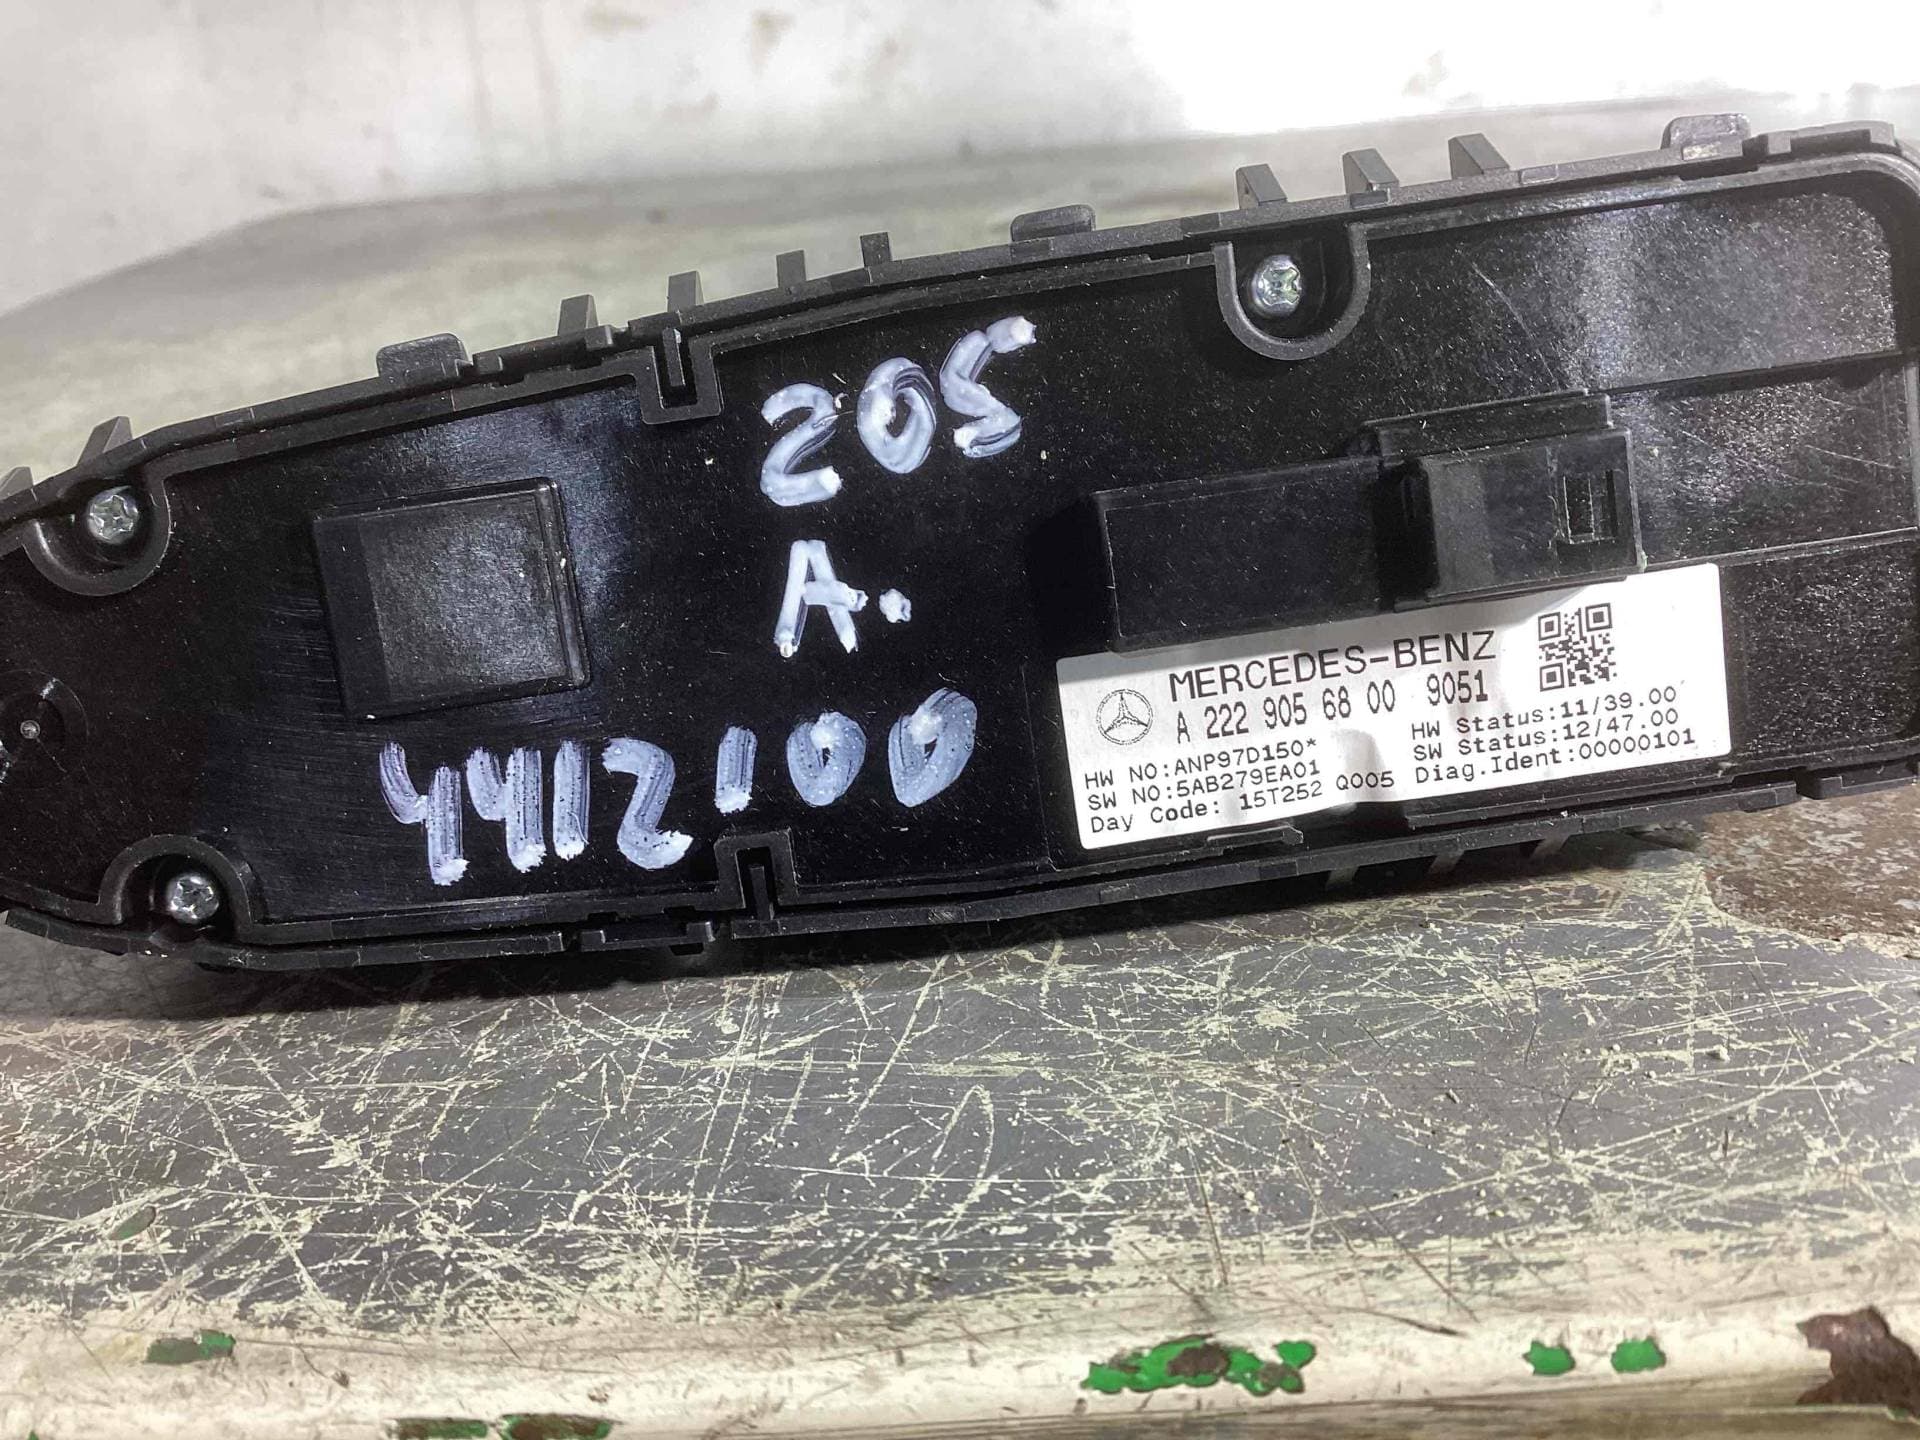 205
A.
4412100
MERCEDES-BENZ
A 222 905 68 00 9051
HW NO:ANP97D150*
SW NO:5AB279EA01
Day Code: 15T252 Q005
HW Status:11/39.00
SW Status:12/47.00
Diag.Ident:00000101